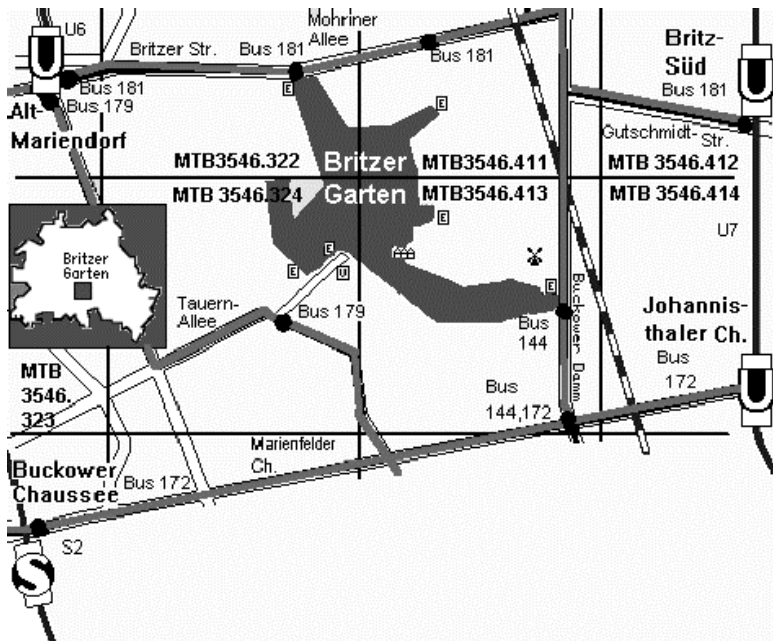 U6
Mohriner
Allee
Britzer Str.
Bus 181
Bus 181
Britz-
Süd
Bus 181
Bus 181
Bus 179
Alt-
Mariendorf
Gutschmidt-
Str.
E
E
MTB3546.322
Britzer
Garten
MTB3546.411
MTB 3546.412
MTB 3546.324
MTB3546.413
MTB 3546.414
E
U7
Britzer
Garten
E
E
U
E
Tauern-
Allee
Bus 179
Bus
144
Buckower Damm
Johannis-
thaler Ch.
Bus
172
MTB
3546.
323
Bus
144,172
Marienfelder
Ch.
Buckower
Chaussee
Bus 172
S2
S
U
U
U